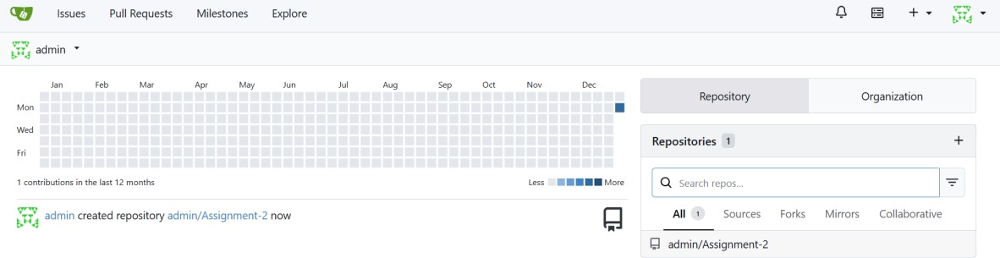 Issues Pull Requests Milestones Explore
admin
Jan Feb Mar Apr May Jun Jul Aug Sep Oct Nov Dec
Mon
Wed
Fri
1 contributions in the last 12 months Less More
admin created repository admin/Assignment-2 now
Repository Organization
Repositories 1
Search repos...
All 1 Sources Forks Mirrors Collaborative
admin/Assignment-2